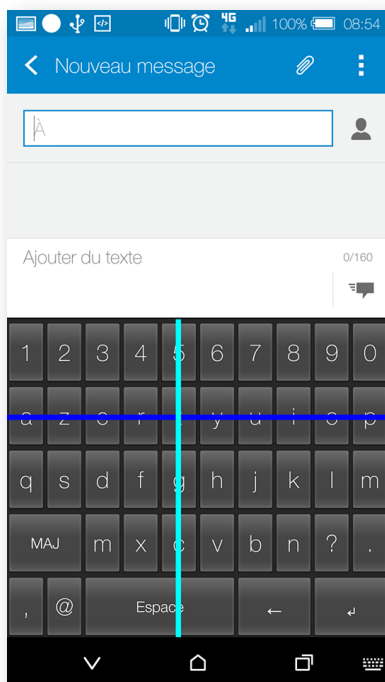 4G 100% 08:54
Nouveau message
À
Ajouter du texte 0/160
1 2 3 4 5 6 7 8 9 0
a z e r t y u i o p
q s d f g h j k l m
MAJ m x c v b n ? .
, @ Espace ← ↲